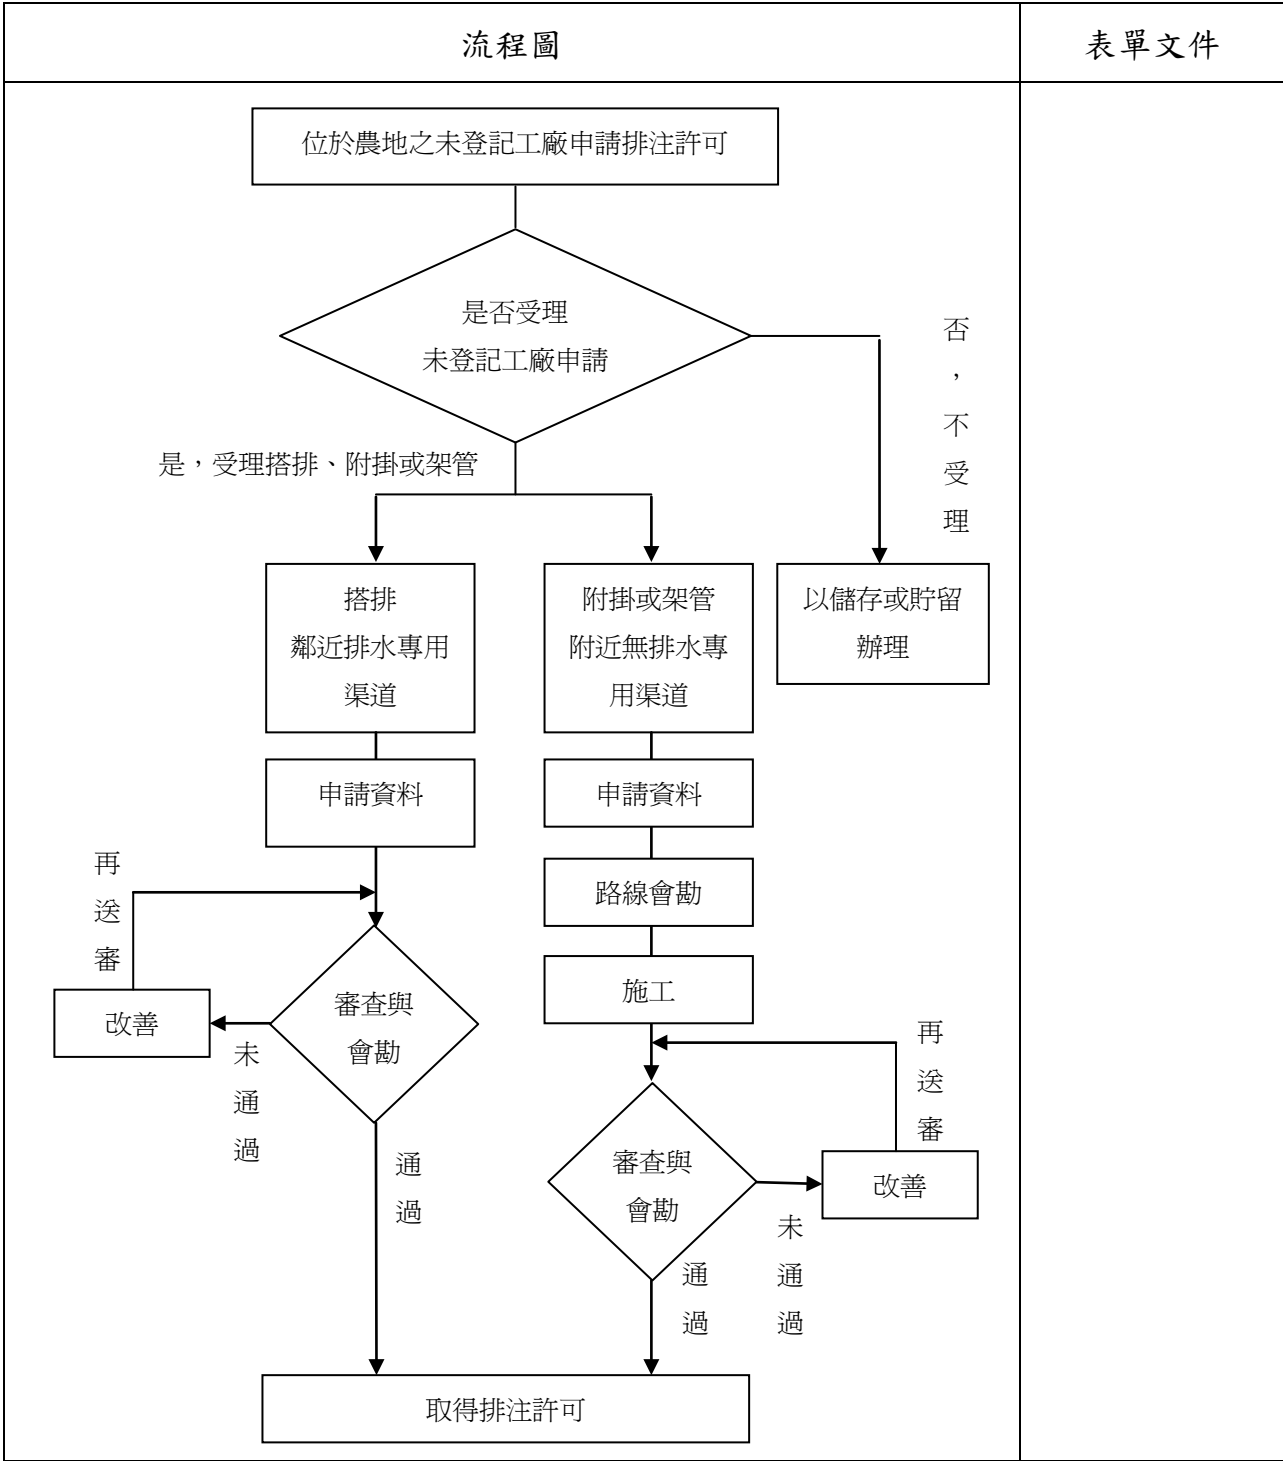 流程圖
表單文件
位於農地之未登記工廠申請排注許可
是否受理
未登記工廠申請
否，不受理
是，受理搭排、附掛或架管
搭排
鄰近排水專用
渠道
附掛或架管
附近無排水專
用渠道
以儲存或貯留
辦理
申請資料
申請資料
路線會勘
施工
再送審
改善
審查與
會勘
未通過
通過
再送審
審查與
會勘
改善
未通過
通過
取得排注許可